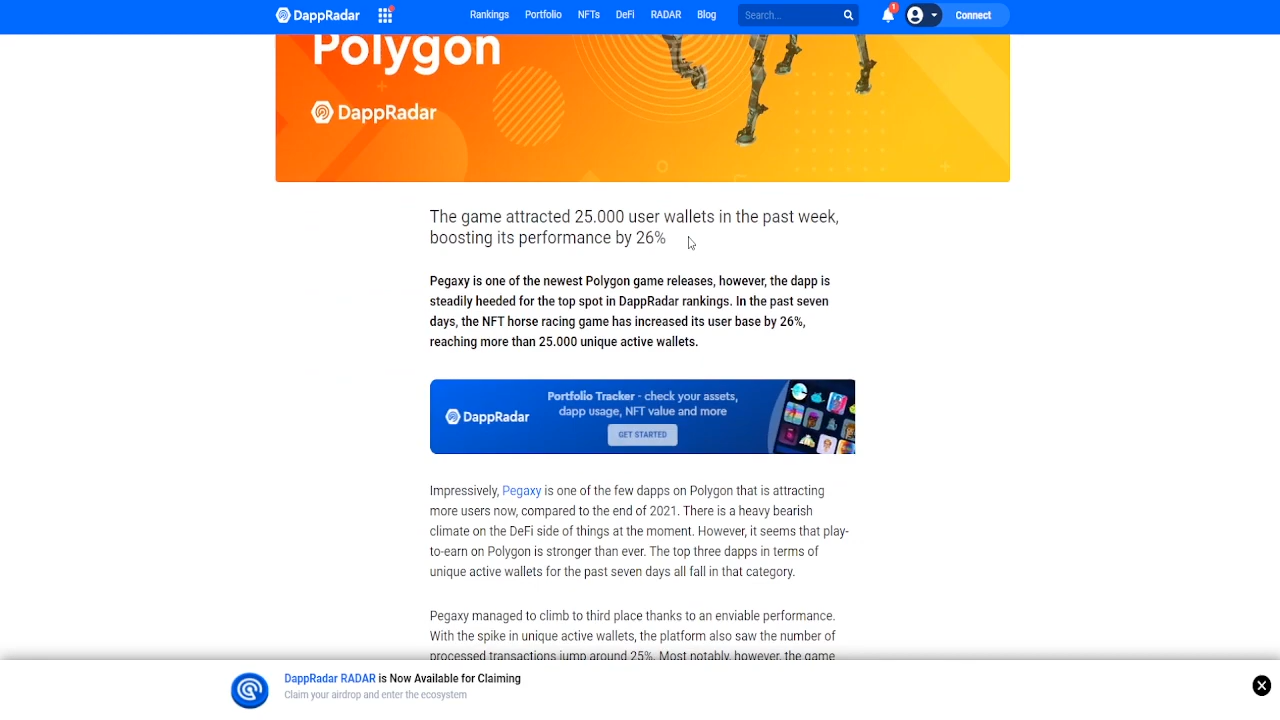 DappRadar
Rankings
Portfolio
NFTs
DeFi
RADAR
Blog
Search...
1
Connect
Polygon
DappRadar
The game attracted 25.000 user wallets in the past week,
boosting its performance by 26%
Pegaxy is one of the newest Polygon game releases, however, the dapp is
steadily heeded for the top spot in DappRadar rankings. In the past seven
days, the NFT horse racing game has increased its user base by 26%,
reaching more than 25.000 unique active wallets.
DappRadar
Portfolio Tracker - check your assets,
dapp usage, NFT value and more
GET STARTED
Impressively, Pegaxy is one of the few dapps on Polygon that is attracting
more users now, compared to the end of 2021. There is a heavy bearish
climate on the DeFi side of things at the moment. However, it seems that play-
to-earn on Polygon is stronger than ever. The top three dapps in terms of
unique active wallets for the past seven days all fall in that category.
Pegaxy managed to climb to third place thanks to an enviable performance.
With the spike in unique active wallets, the platform also saw the number of
processed transactions jump around 25%. Most notably, however, the game
DappRadar RADAR is Now Available for Claiming
Claim your airdrop and enter the ecosystem